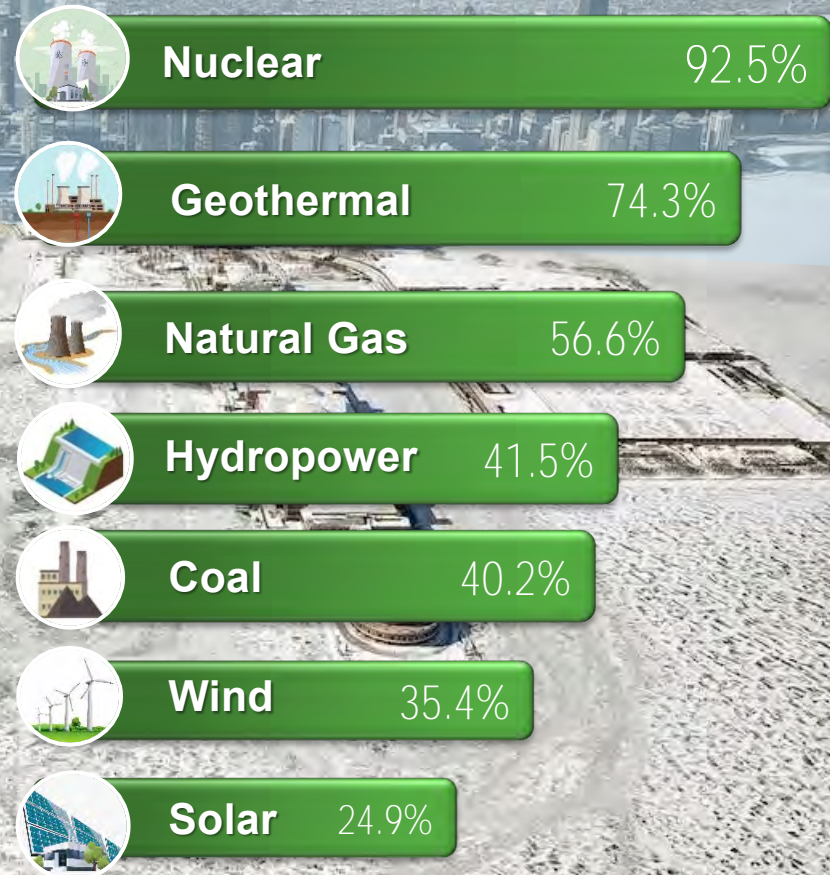 Nuclear 92.5%
Geothermal 74.3%
Natural Gas 56.6%
Hydropower 41.5%
Coal 40.2%
Wind 35.4%
Solar 24.9%